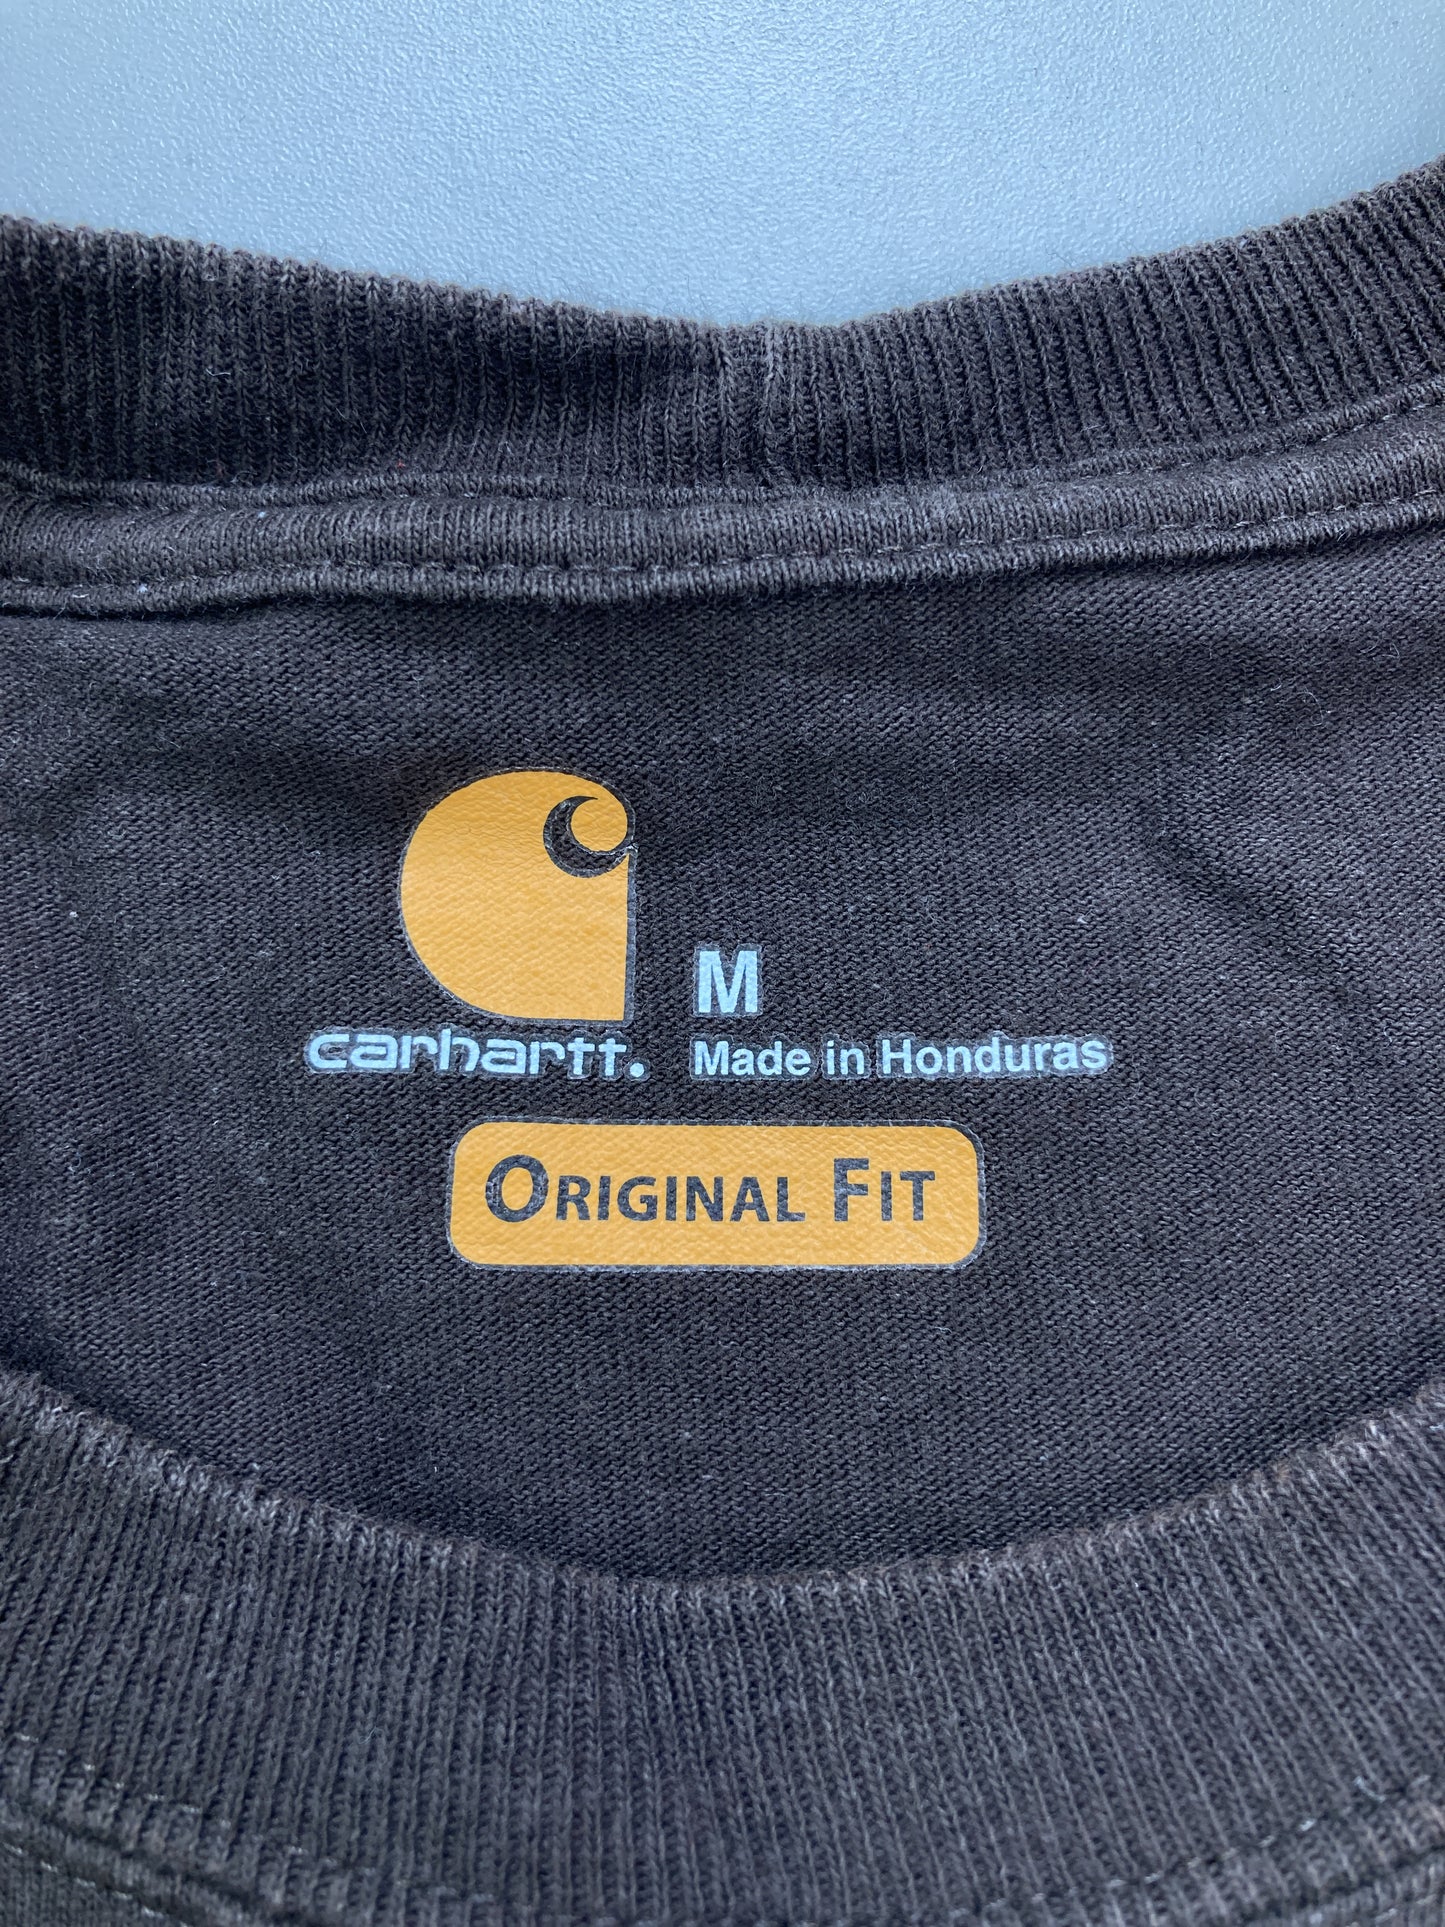 M
carhartt. Made in Honduras
ORIGINAL FIT